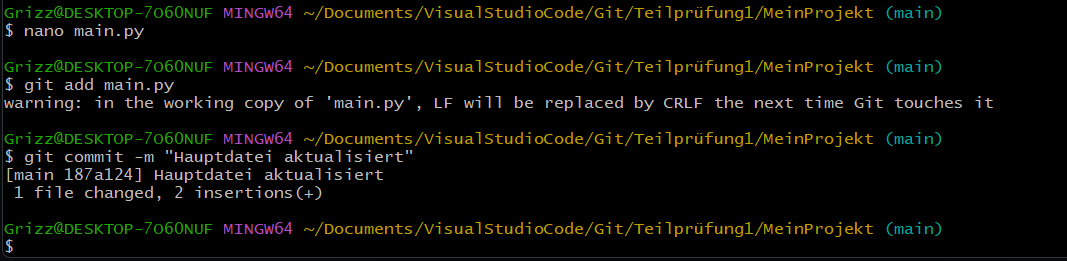 Grizz@DESKTOP-7O60NUF MINGW64 ~/Documents/VisualStudioCode/Git/Teilprüfung1/MeinProjekt (main)
$ nano main.py
Grizz@DESKTOP-7O60NUF MINGW64 ~/Documents/VisualStudioCode/Git/Teilprüfung1/MeinProjekt (main)
$ git add main.py
warning: in the working copy of 'main.py', LF will be replaced by CRLF the next time Git touches it
Grizz@DESKTOP-7O60NUF MINGW64 ~/Documents/VisualStudioCode/Git/Teilprüfung1/MeinProjekt (main)
$ git commit -m "Hauptdatei aktualisiert"
[main 187a124] Hauptdatei aktualisiert
 1 file changed, 2 insertions(+)
Grizz@DESKTOP-7O60NUF MINGW64 ~/Documents/VisualStudioCode/Git/Teilprüfung1/MeinProjekt (main)
$